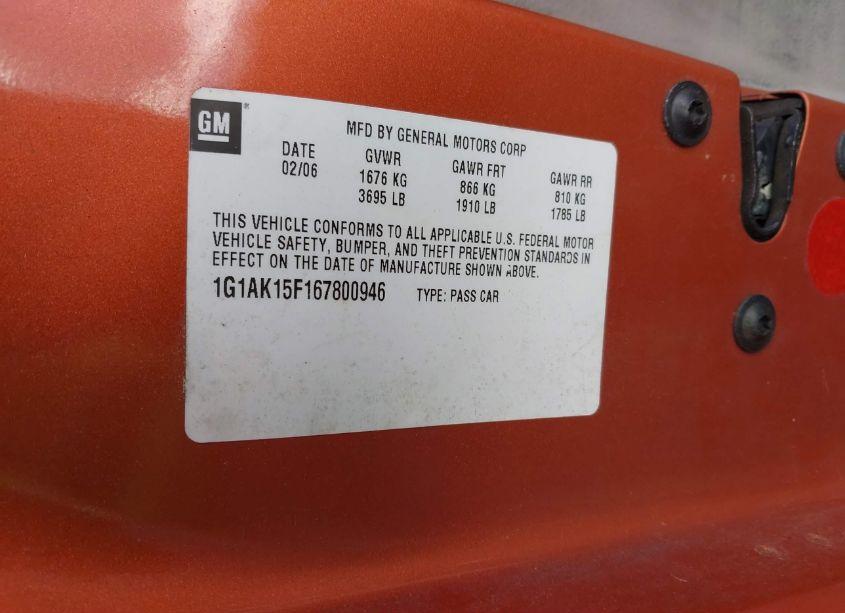 GM®
MFD BY GENERAL MOTORS CORP
DATE GVWR GAWR FRT GAWR RR
02/06 1676 KG 866 KG 810 KG
3695 LB 1910 LB 1785 LB
THIS VEHICLE CONFORMS TO ALL APPLICABLE U.S. FEDERAL MOTOR
VEHICLE SAFETY, BUMPER, AND THEFT PREVENTION STANDARDS IN
EFFECT ON THE DATE OF MANUFACTURE SHOWN ABOVE.
1G1AK15F167800946 TYPE: PASS CAR